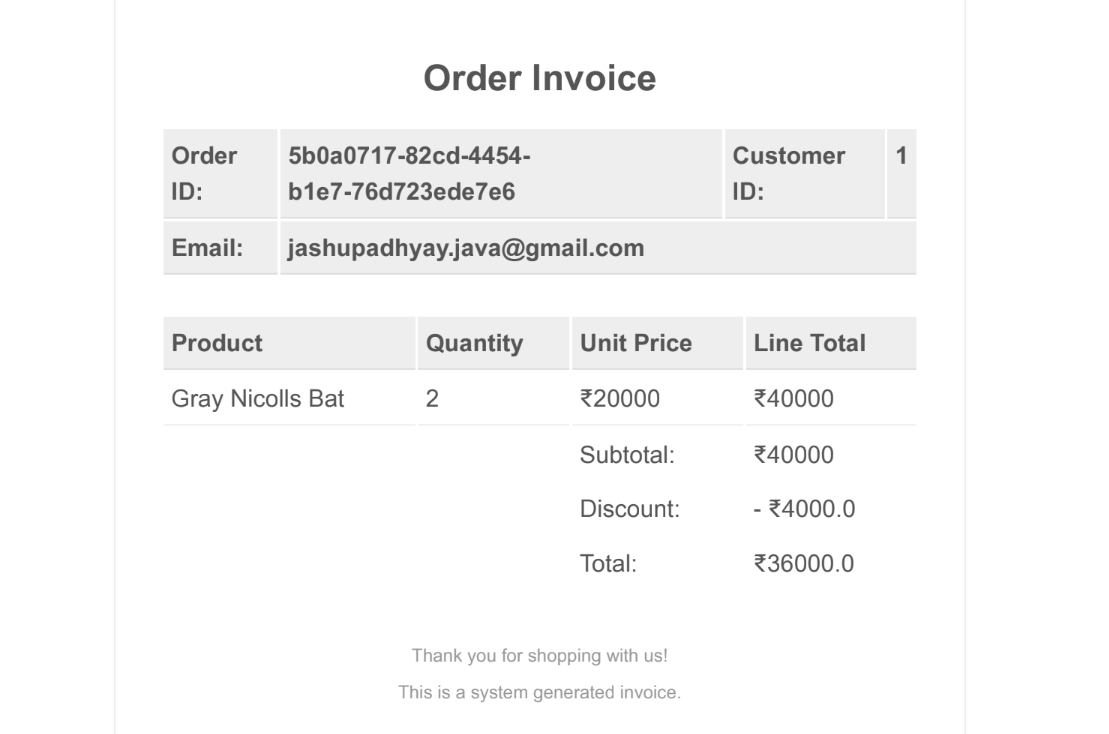 Order Invoice
Order 5b0a0717-82cd-4454- Customer 1
ID: b1e7-76d723ede7e6 ID:
Email: jashupadhyay.java@gmail.com
Product Quantity Unit Price Line Total
Gray Nicolls Bat 2 ₹20000 ₹40000
Subtotal: ₹40000
Discount: - ₹4000.0
Total: ₹36000.0
Thank you for shopping with us!
This is a system generated invoice.